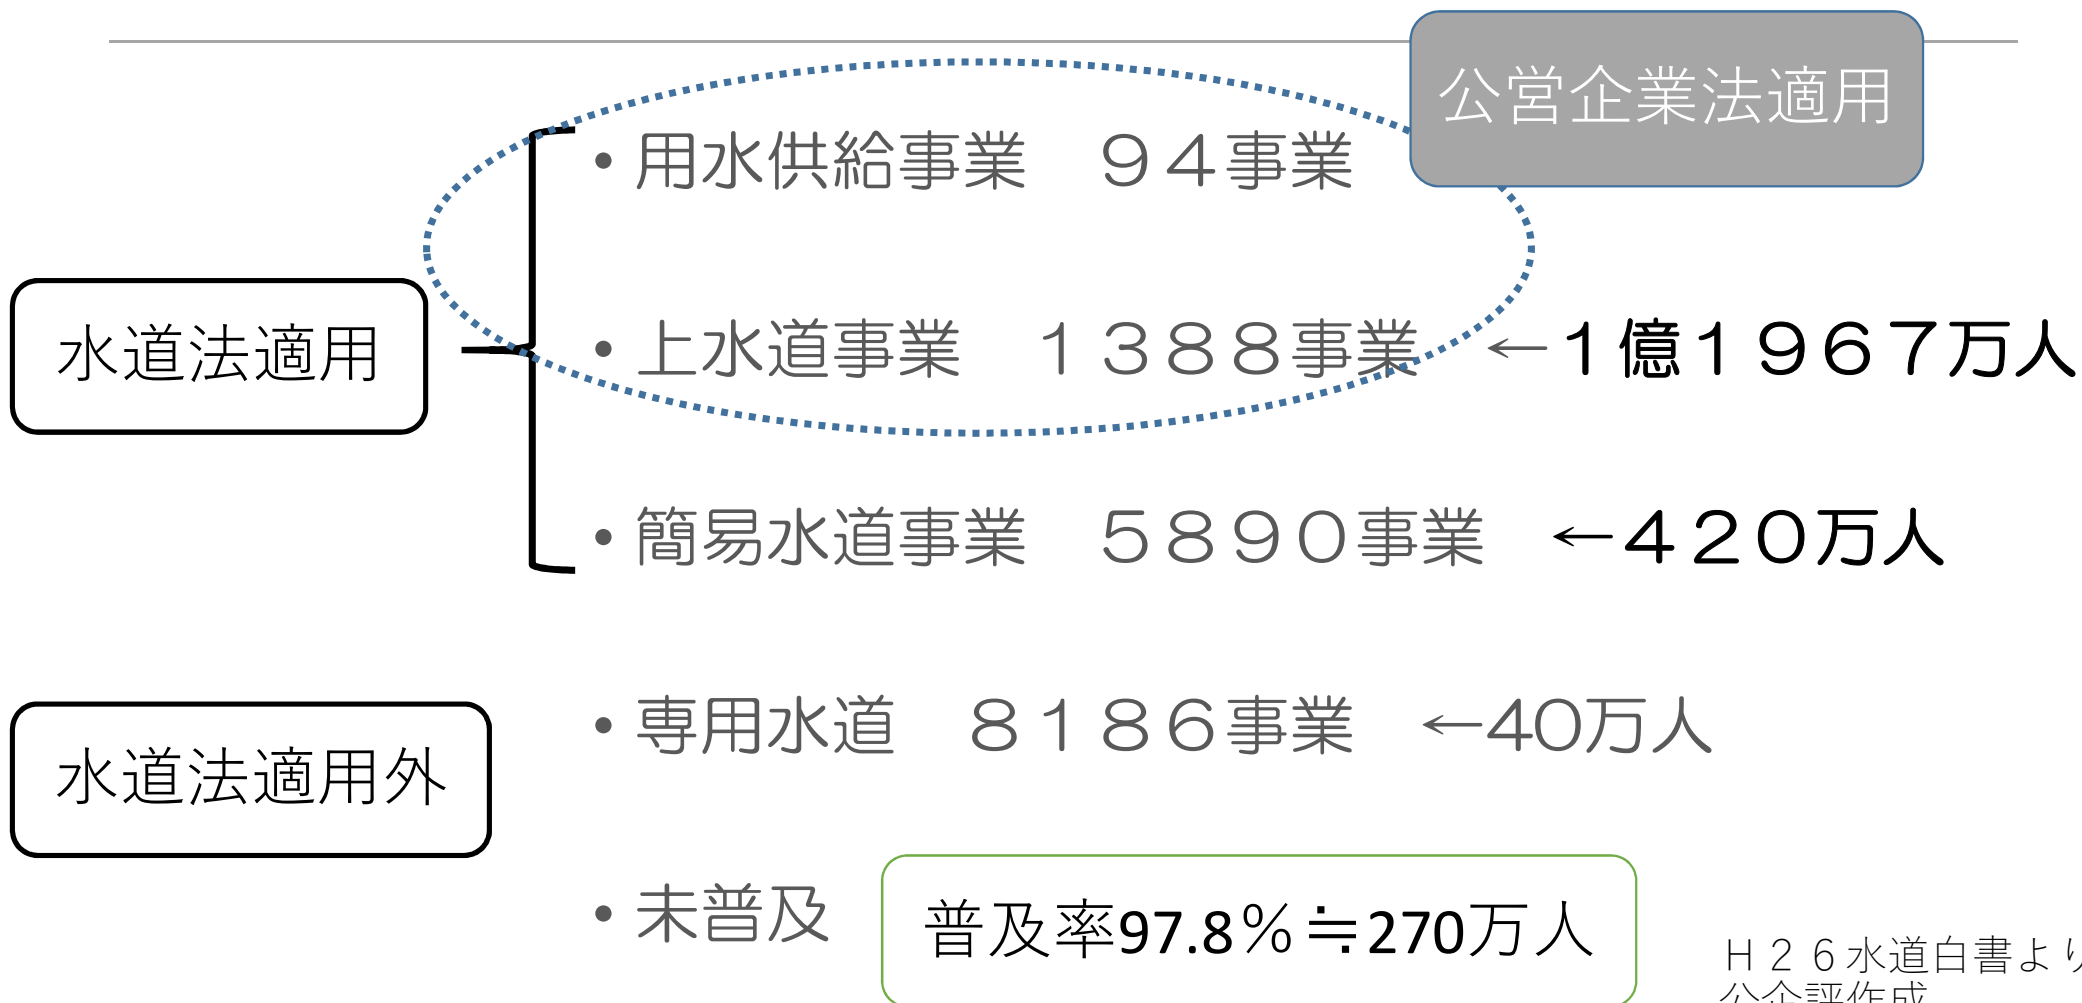 公営企業法適用
・用水供給事業　９４事業
水道法適用
・上水道事業　１３８８事業　←１億１９６７万人
・簡易水道事業　５８９０事業　←４２０万人
・専用水道　８１８６事業　←40万人
水道法適用外
・未普及
普及率97.8％≒270万人
Ｈ２６水道白書より
公企評作成